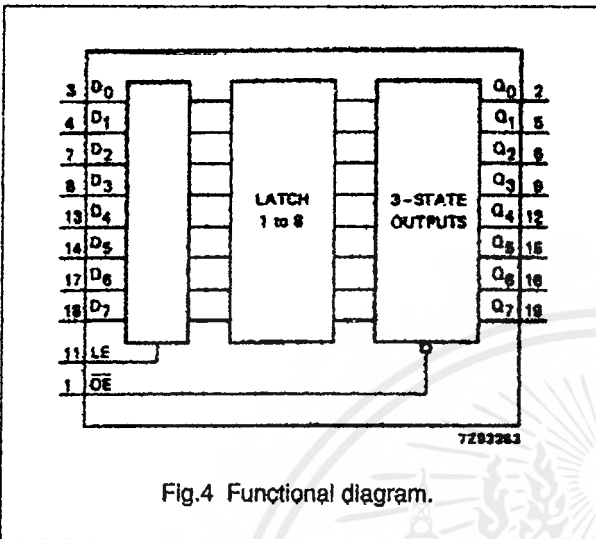 3 D0 Q0 2
4 D1 Q1 5
7 D2 Q2 6
8 D3 Q3 9
13 D4 Q4 12
14 D5 Q5 15
17 D6 Q6 16
18 D7 Q7 19
LATCH
1 to 8
3-STATE
OUTPUTS
11 LE
1 OE
7Z93263
Fig.4 Functional diagram.